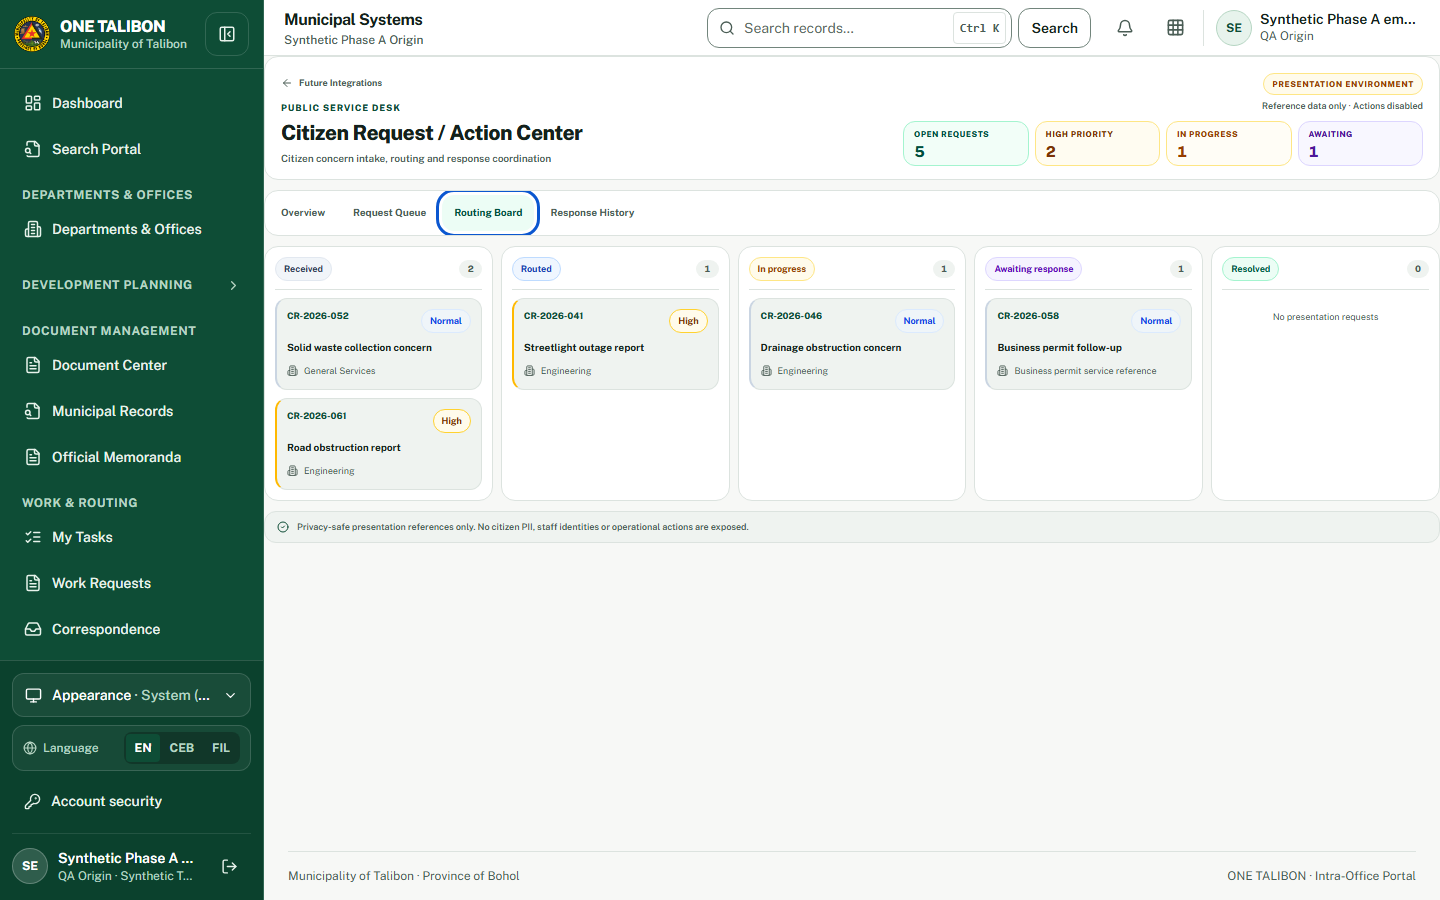 ONE TALIBON
Municipality of Talibon
Dashboard
Search Portal
DEPARTMENTS & OFFICES
Departments & Offices
DEVELOPMENT PLANNING
DOCUMENT MANAGEMENT
Document Center
Municipal Records
Official Memoranda
WORK & ROUTING
My Tasks
Work Requests
Correspondence
Appearance · System (...
Language EN CEB FIL
Account security
SE Synthetic Phase A ...
QA Origin · Synthetic T...
Municipal Systems
Synthetic Phase A Origin
Search records... Ctrl K Search
SE Synthetic Phase A em...
QA Origin
Future Integrations
PUBLIC SERVICE DESK
Citizen Request / Action Center
Citizen concern intake, routing and response coordination
PRESENTATION ENVIRONMENT
Reference data only · Actions disabled
OPEN REQUESTS
5
HIGH PRIORITY
2
IN PROGRESS
1
AWAITING
1
Overview Request Queue Routing Board Response History
Received 2
CR-2026-052 Normal
Solid waste collection concern
General Services
CR-2026-061 High
Road obstruction report
Engineering
Routed 1
CR-2026-041 High
Streetlight outage report
Engineering
In progress 1
CR-2026-046 Normal
Drainage obstruction concern
Engineering
Awaiting response 1
CR-2026-058 Normal
Business permit follow-up
Business permit service reference
Resolved 0
No presentation requests
Privacy-safe presentation references only. No citizen PII, staff identities or operational actions are exposed.
Municipality of Talibon · Province of Bohol
ONE TALIBON · Intra-Office Portal